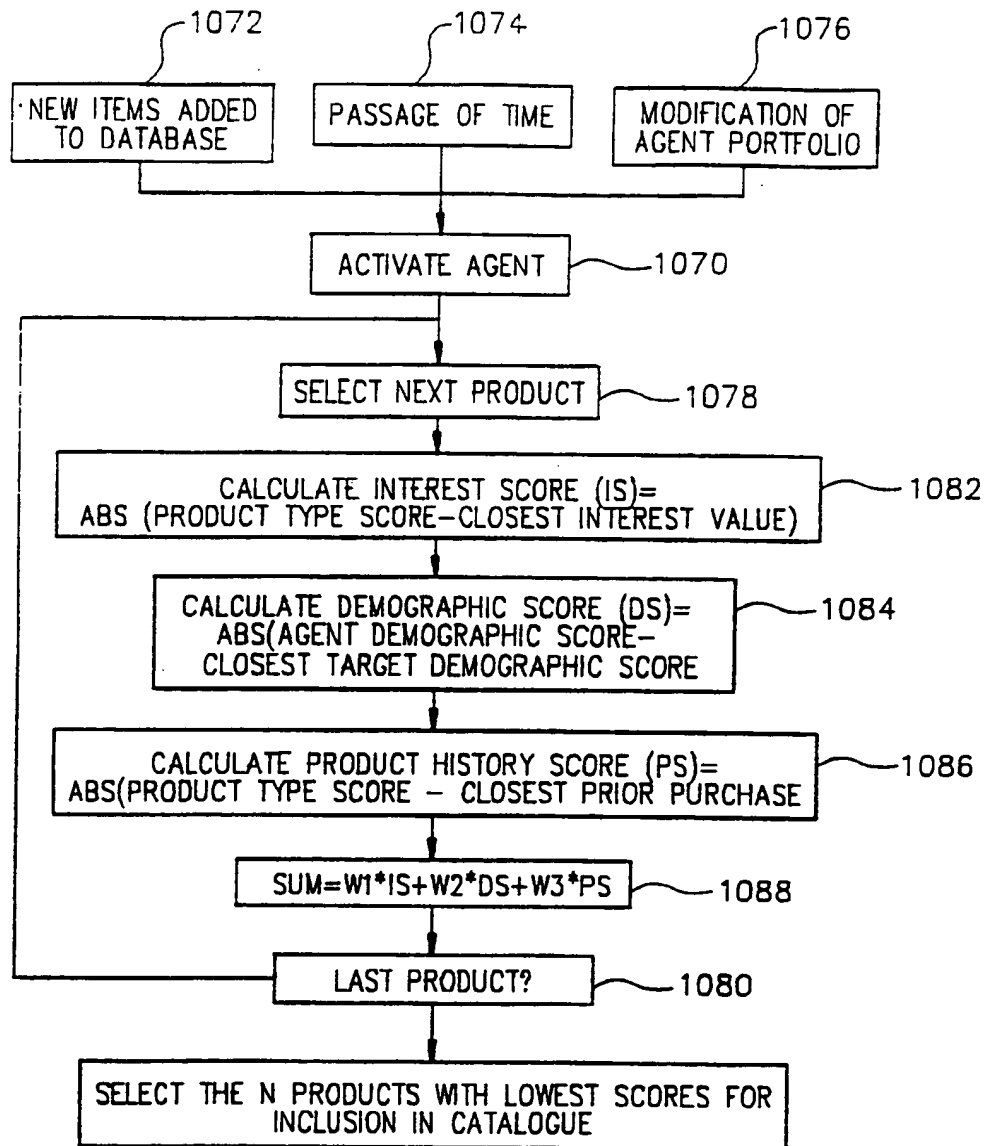 1072
1074
1076
NEW ITEMS ADDED
TO DATABASE
PASSAGE OF TIME
MODIFICATION OF
AGENT PORTFOLIO
ACTIVATE AGENT
1070
SELECT NEXT PRODUCT
1078
CALCULATE INTEREST SCORE (IS)=
ABS (PRODUCT TYPE SCORE-CLOSEST INTEREST VALUE)
1082
CALCULATE DEMOGRAPHIC SCORE (DS)=
ABS(AGENT DEMOGRAPHIC SCORE-
CLOSEST TARGET DEMOGRAPHIC SCORE
1084
CALCULATE PRODUCT HISTORY SCORE (PS)=
ABS(PRODUCT TYPE SCORE - CLOSEST PRIOR PURCHASE
1086
SUM=W1*IS+W2*DS+W3*PS
1088
LAST PRODUCT?
1080
SELECT THE N PRODUCTS WITH LOWEST SCORES FOR
INCLUSION IN CATALOGUE